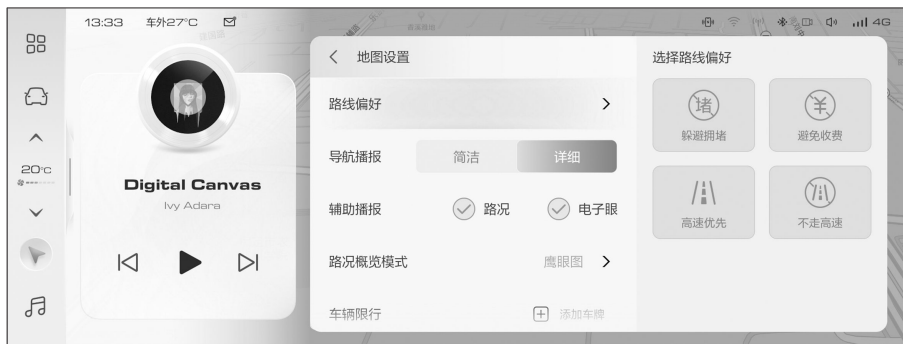 13:33 车外27°C
4G
20°C
Digital Canvas
Ivy Adara
地图设置
路线偏好
导航播报 简洁 详细
辅助播报 路况 电子眼
路况概览模式 鹰眼图
车辆限行 添加车牌
选择路线偏好
堵 ¥
躲避拥堵 避免收费
高速优先 不走高速